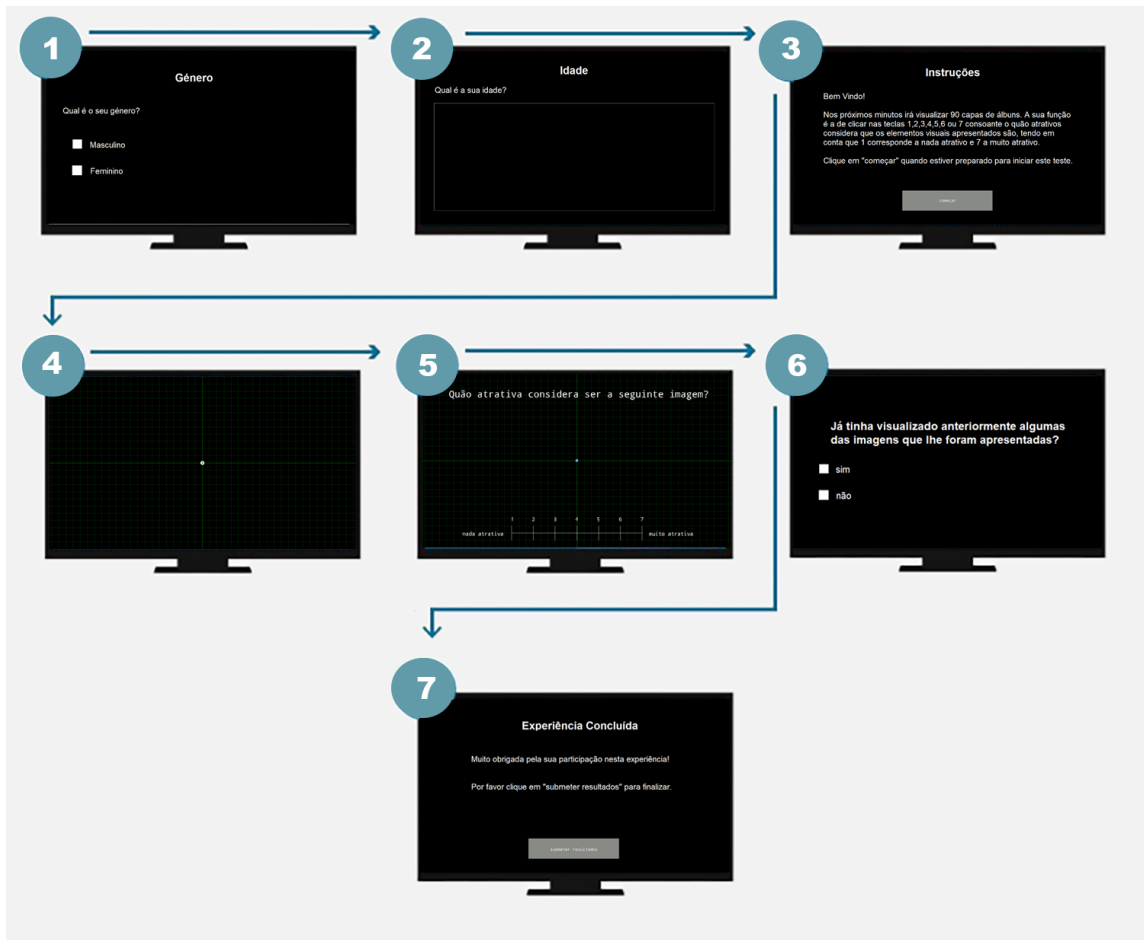 1
Género
Qual é o seu género?
Masculino
Feminino
2
Idade
Qual é a sua idade?
3
Instruções
Bem Vindo!
Nos próximos minutos irá visualizar 90 capas de álbuns. A sua função
é a de clicar nas teclas 1,2,3,4,5,6 ou 7 consoante o quão atrativos
considera que os elementos visuais apresentados são, tendo em
conta que 1 corresponde a nada atrativo e 7 a muito atrativo.
Clique em "começar" quando estiver preparado para iniciar este teste.
começar
4
5
Quão atrativa considera ser a seguinte imagem?
1 2 3 4 5 6 7
nada atrativa muito atrativa
6
Já tinha visualizado anteriormente algumas
das imagens que lhe foram apresentadas?
sim
não
7
Experiência Concluída
Muito obrigada pela sua participação nesta experiência!
Por favor clique em "submeter resultados" para finalizar.
submeter resultados